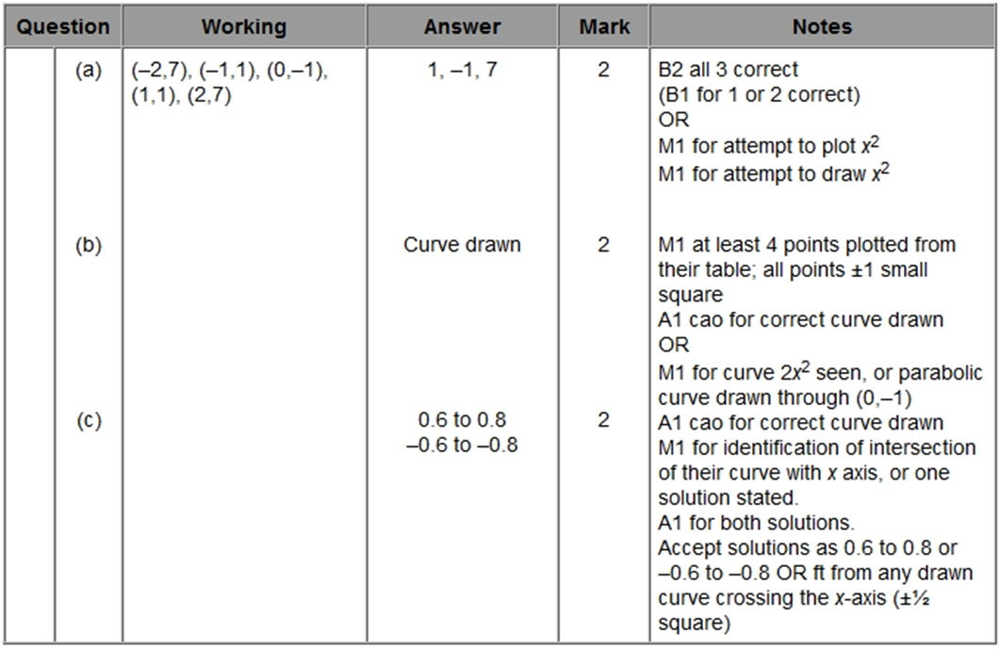 Question Working Answer Mark Notes
(a) (–2,7), (–1,1), (0,–1), 1, –1, 7 2 B2 all 3 correct
(1,1), (2,7) (B1 for 1 or 2 correct)
OR
M1 for attempt to plot x²
M1 for attempt to draw x²
(b) Curve drawn 2 M1 at least 4 points plotted from
their table; all points ±1 small
square
A1 cao for correct curve drawn
OR
M1 for curve 2x² seen, or parabolic
curve drawn through (0,–1)
(c) 0.6 to 0.8 2 A1 cao for correct curve drawn
–0.6 to –0.8 M1 for identification of intersection
of their curve with x axis, or one
solution stated.
A1 for both solutions.
Accept solutions as 0.6 to 0.8 or
–0.6 to –0.8 OR ft from any drawn
curve crossing the x-axis (±½
square)